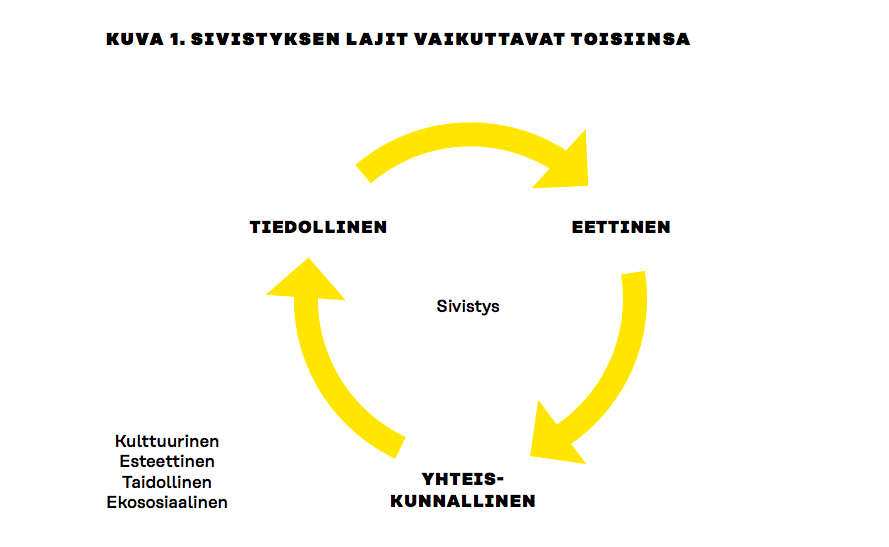 KUVA 1. SIVISTYKSEN LAJIT VAIKUTTAVAT TOISIINSA
TIEDOLLINEN
EETTINEN
Sivistys
Kulttuurinen
Esteettinen
Taidollinen
Ekososiaalinen
YHTEIS-
KUNNALLINEN